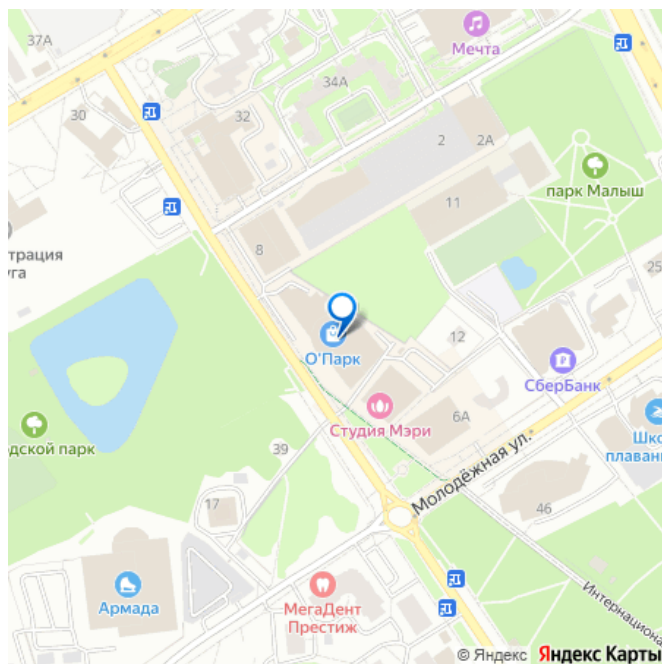 37А
Мечта
34А
30
32
2
2А
парк Малыш
11
трация
уга
8
25
12
О'Парк
СберБанк
6А
Студия Мэри
Шко
плаван
дской парк
39
Молодёжная ул.
17
46
Армада
МегаДент
Престиж
Интернациона
© Яндекс Яндекс Карты